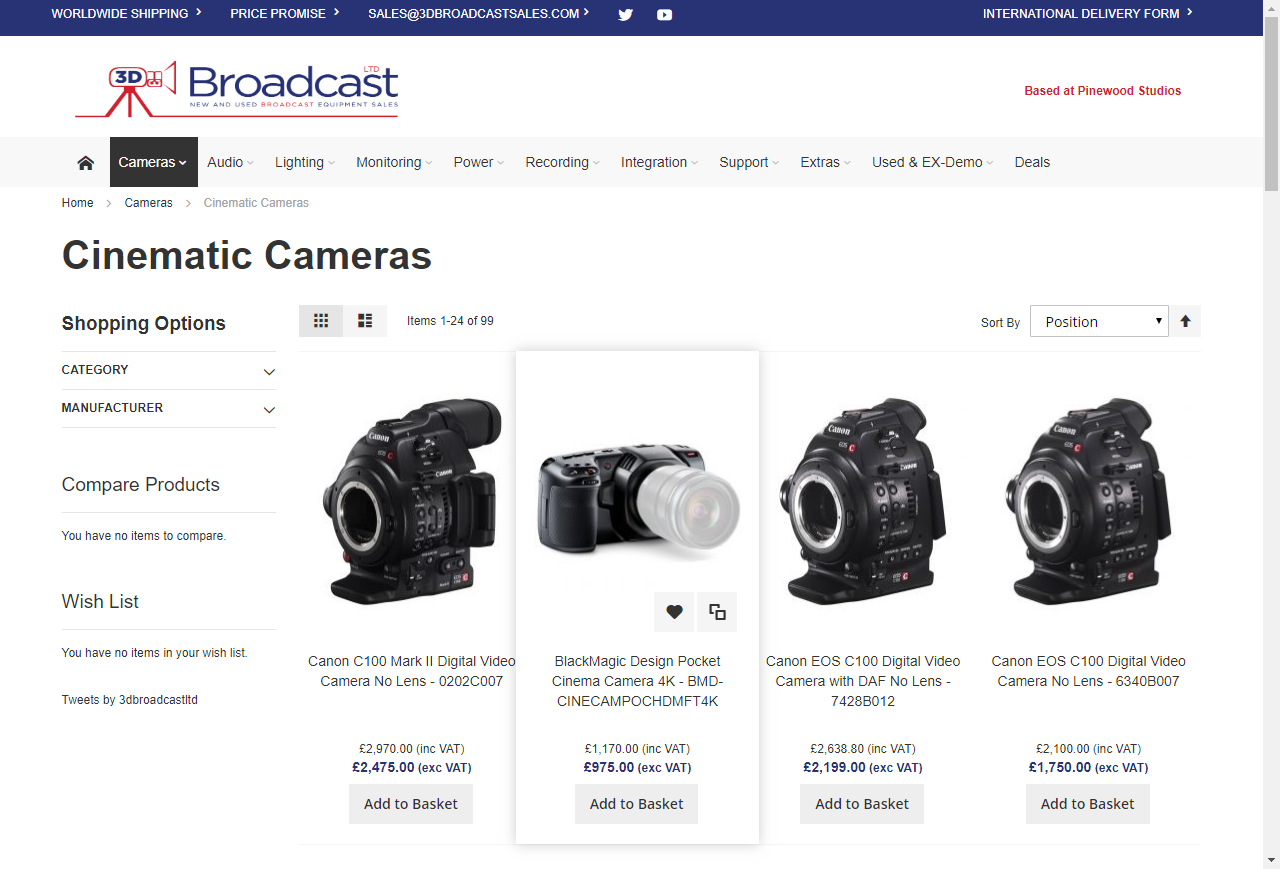 WORLDWIDE SHIPPING PRICE PROMISE SALES@3DBROADCASTSALES.COM INTERNATIONAL DELIVERY FORM
3D Broadcast LTD
NEW AND USED BROADCAST EQUIPMENT SALES
Based at Pinewood Studios
Cameras Audio Lighting Monitoring Power Recording Integration Support Extras Used & EX-Demo Deals
Home Cameras Cinematic Cameras
Cinematic Cameras
Shopping Options
CATEGORY
MANUFACTURER
Compare Products
You have no items to compare.
Wish List
You have no items in your wish list.
Tweets by 3dbroadcastltd
Items 1-24 of 99
Sort By Position
Canon C100 Mark II Digital Video
Camera No Lens - 0202C007
£2,970.00 (inc VAT)
£2,475.00 (exc VAT)
Add to Basket
BlackMagic Design Pocket
Cinema Camera 4K - BMD-
CINECAMPOCHDMFT4K
£1,170.00 (inc VAT)
£975.00 (exc VAT)
Add to Basket
Canon EOS C100 Digital Video
Camera with DAF No Lens -
7428B012
£2,638.80 (inc VAT)
£2,199.00 (exc VAT)
Add to Basket
Canon EOS C100 Digital Video
Camera No Lens - 6340B007
£2,100.00 (inc VAT)
£1,750.00 (exc VAT)
Add to Basket